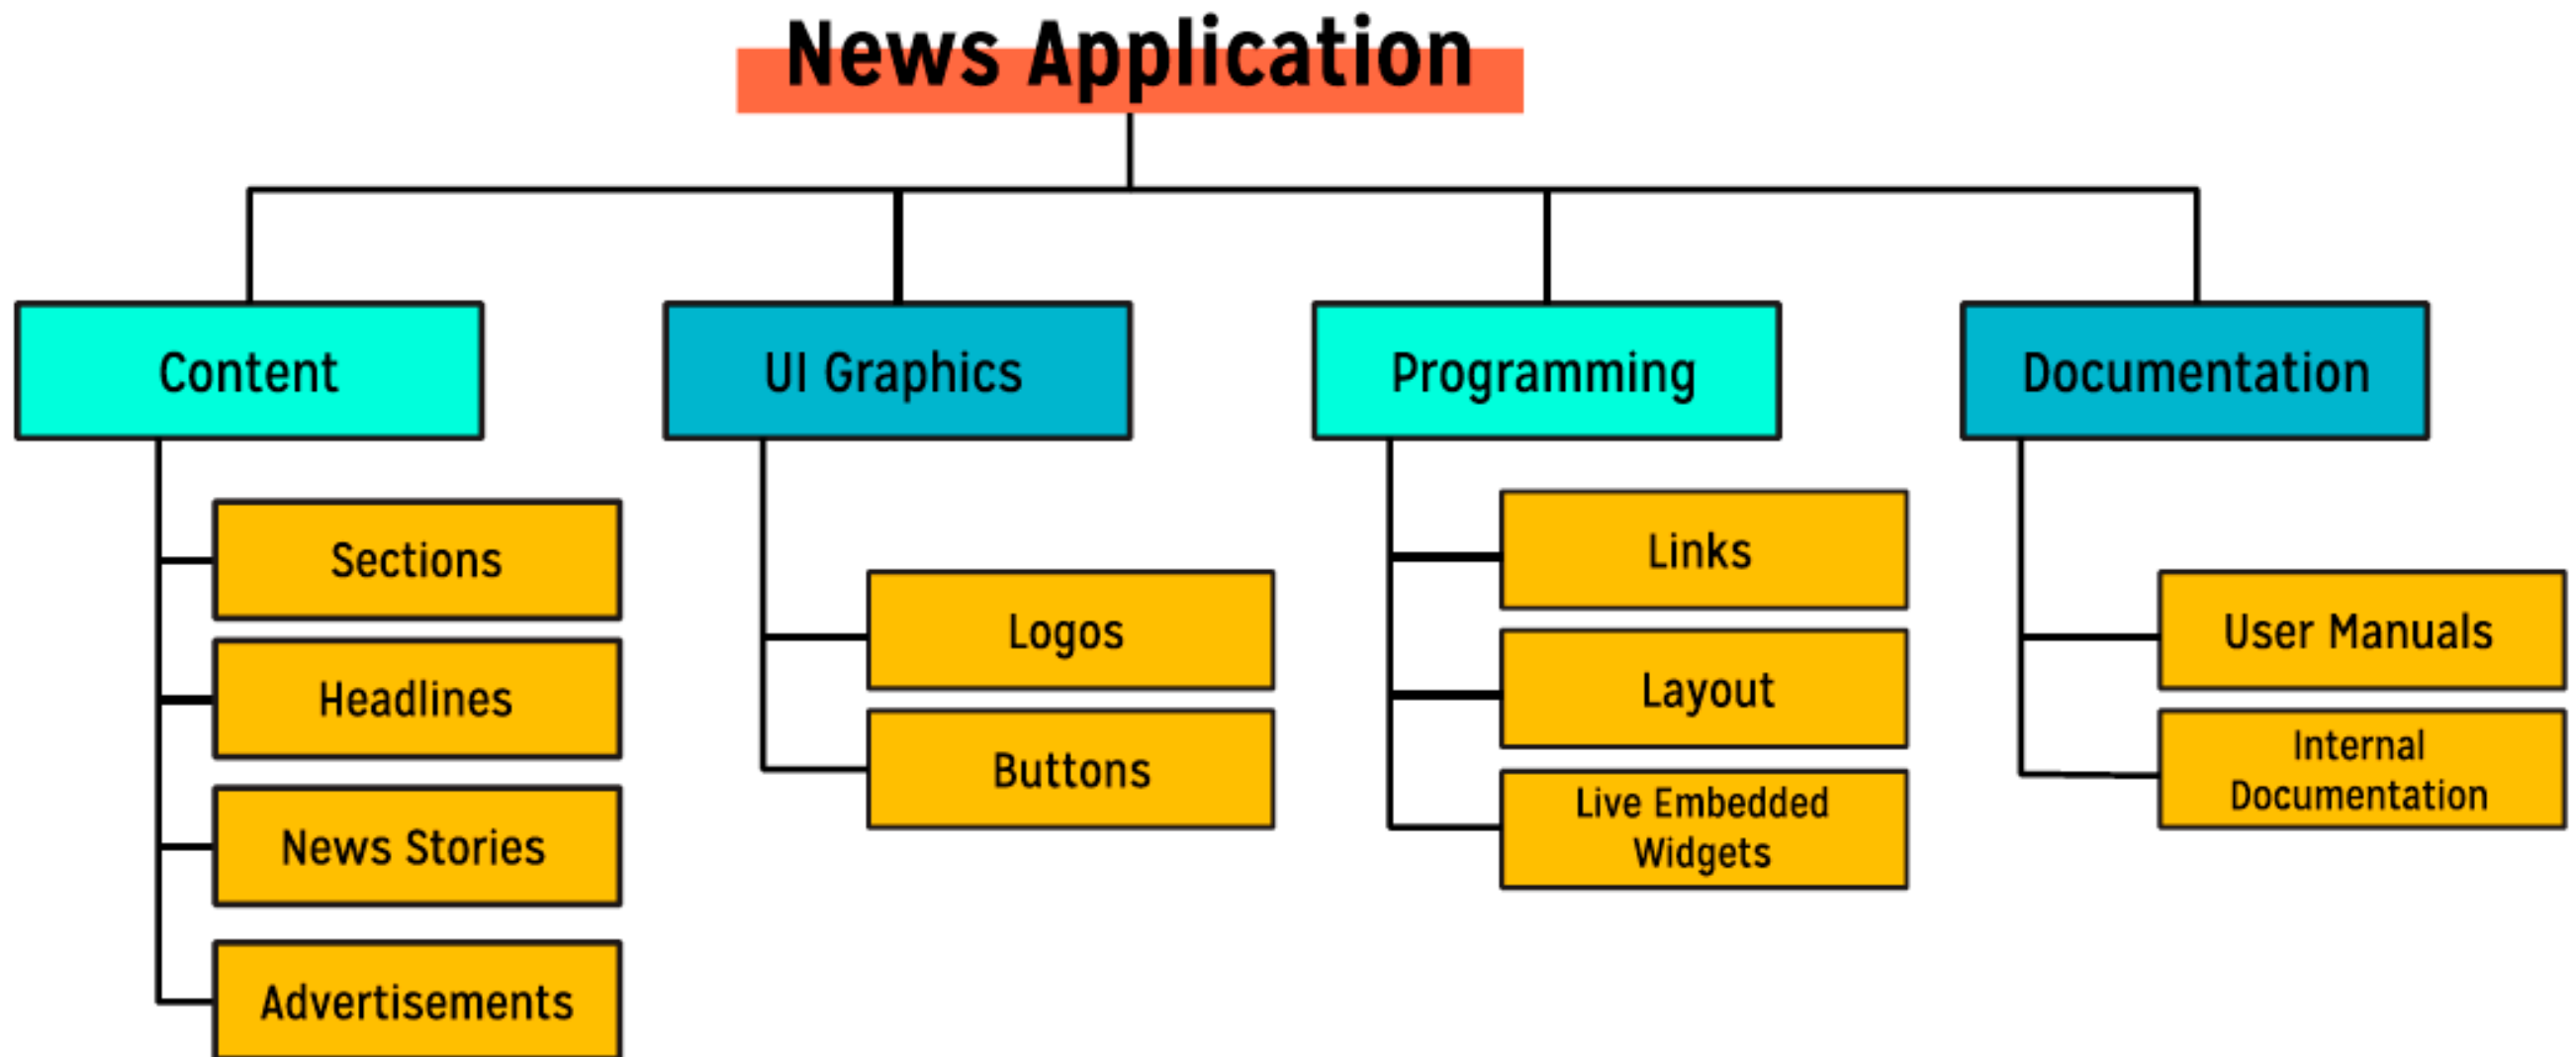 News Application
Content
UI Graphics
Programming
Documentation
Sections
Headlines
News Stories
Advertisements
Logos
Buttons
Links
Layout
Live Embedded
Widgets
User Manuals
Internal
Documentation